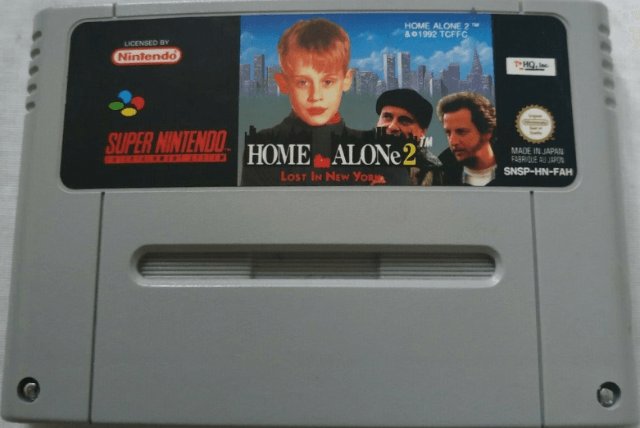 LICENSED BY
Nintendo
SUPER NINTENDO
ENTERTAINMENT SYSTEM
HOME ALONE 2™
& © 1992 TCFFC
HOME ALONe 2™
LOST IN NEW YORK
T•HQ, Inc.
MADE IN JAPAN
FABRIQUÉ AU JAPON
SNSP-HN-FAH